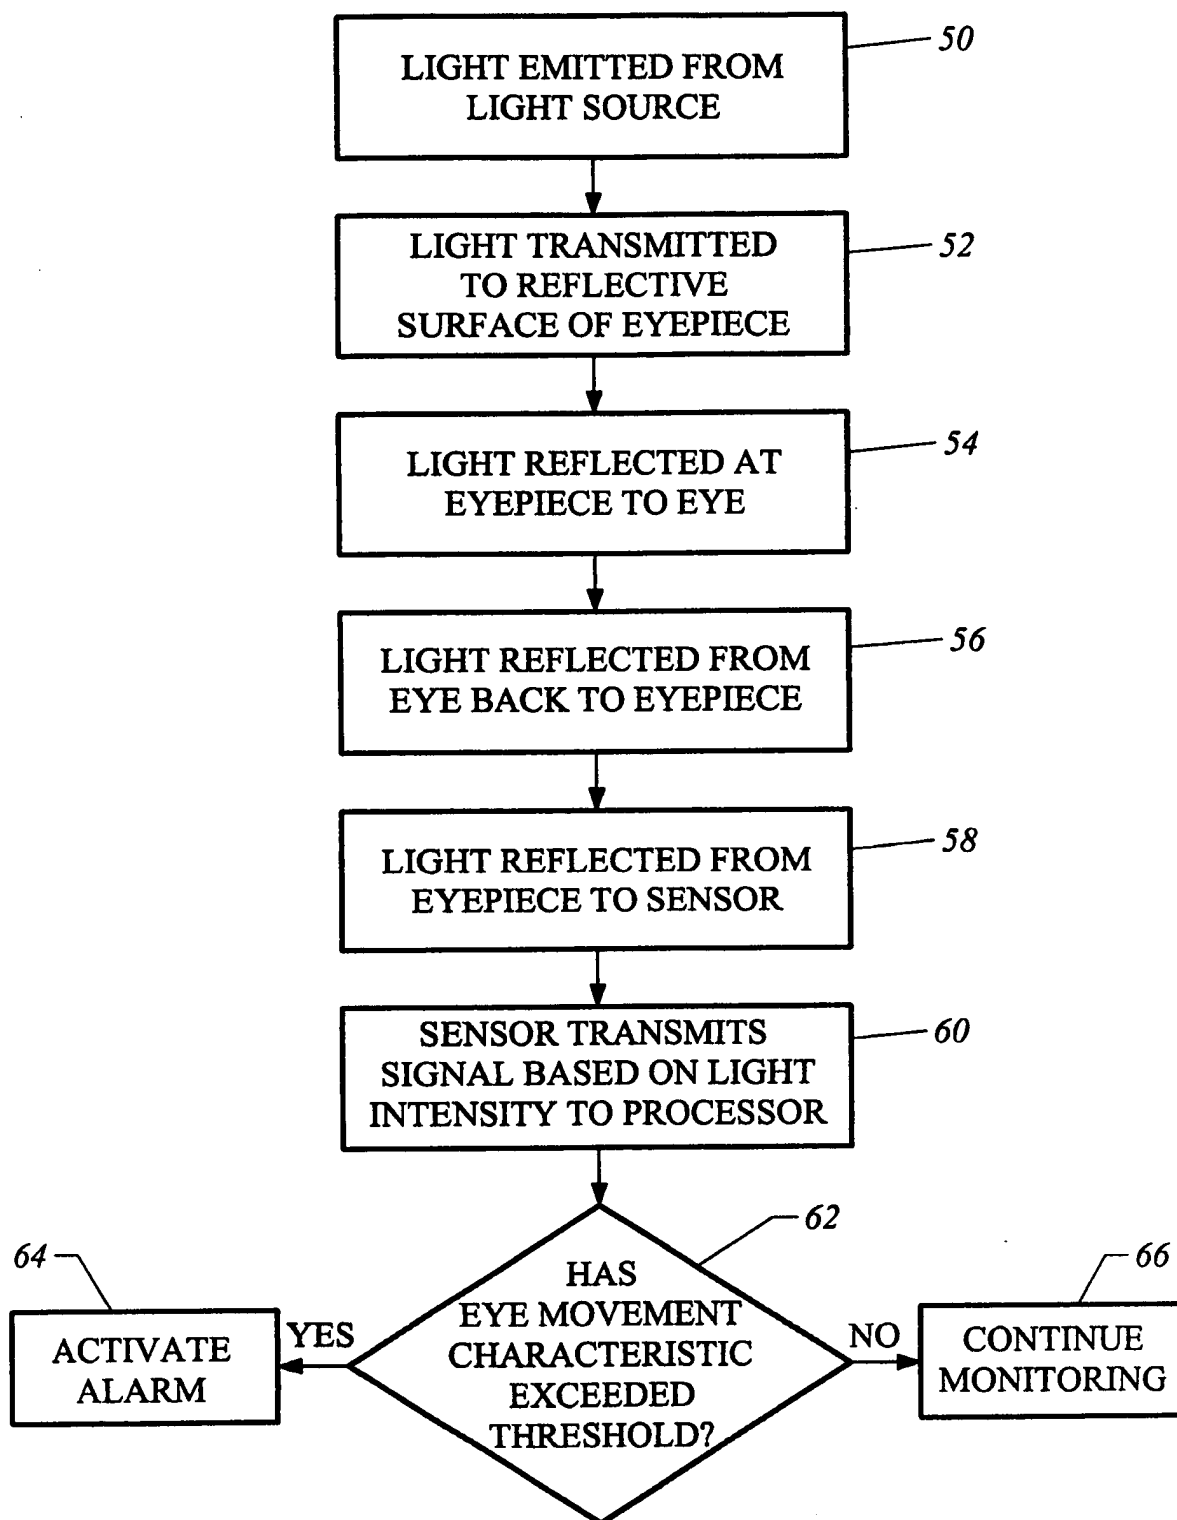 50
LIGHT EMITTED FROM
LIGHT SOURCE
52
LIGHT TRANSMITTED
TO REFLECTIVE
SURFACE OF EYEPIECE
54
LIGHT REFLECTED AT
EYEPIECE TO EYE
56
LIGHT REFLECTED FROM
EYE BACK TO EYEPIECE
58
LIGHT REFLECTED FROM
EYEPIECE TO SENSOR
60
SENSOR TRANSMITS
SIGNAL BASED ON LIGHT
INTENSITY TO PROCESSOR
62
HAS
EYE MOVEMENT
CHARACTERISTIC
EXCEEDED
THRESHOLD?
64
YES
ACTIVATE
ALARM
66
NO
CONTINUE
MONITORING